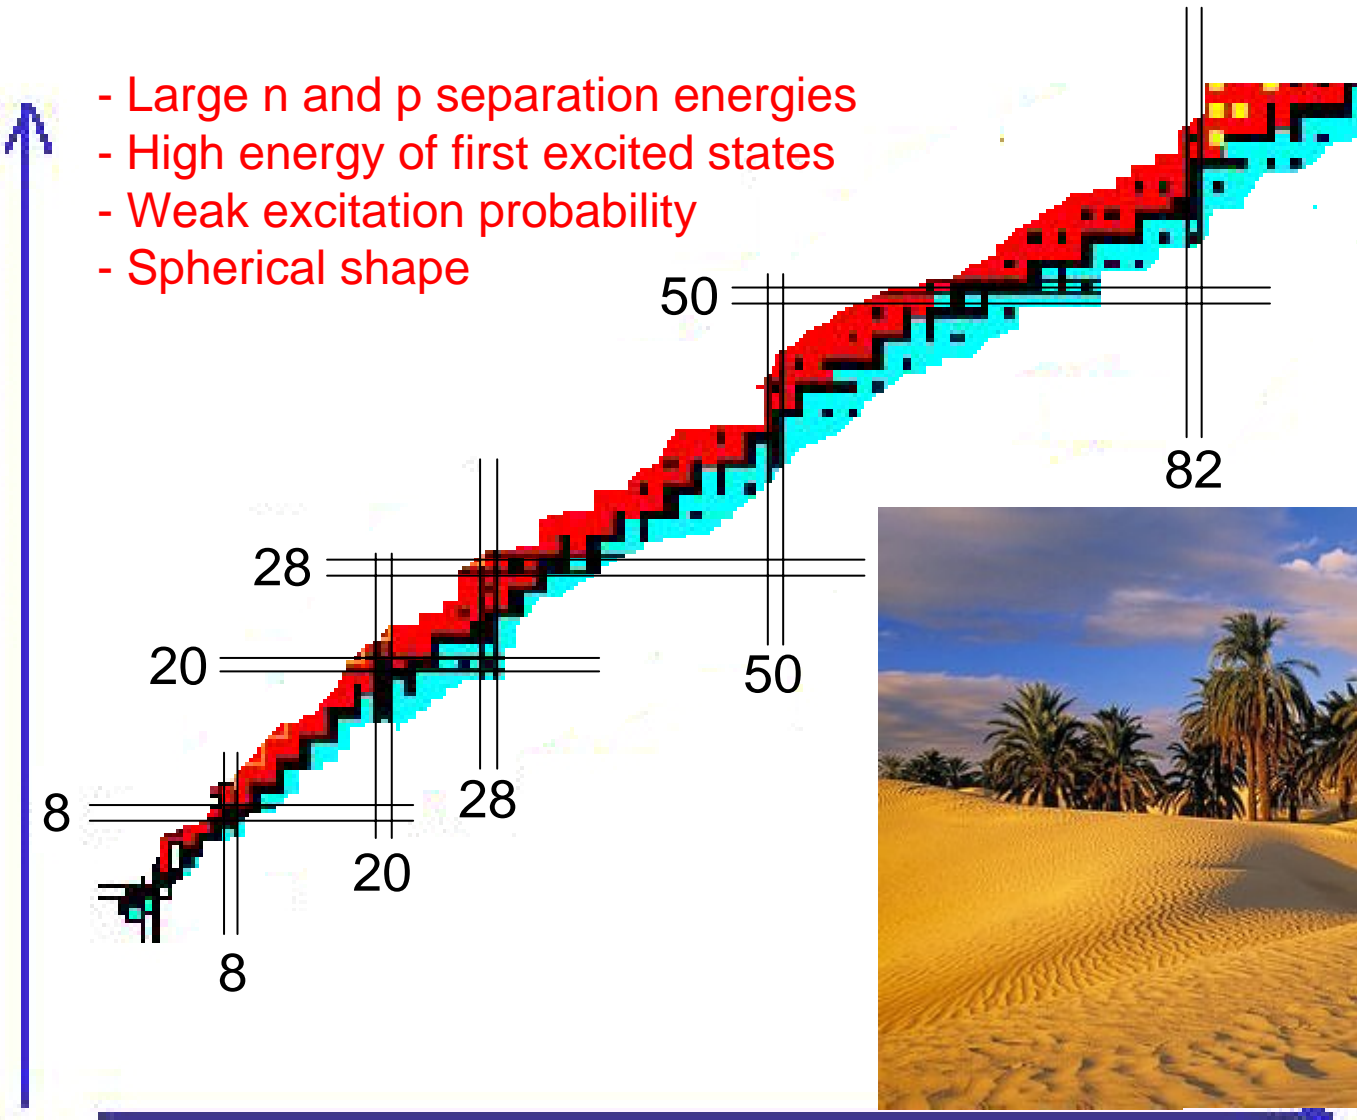 - Large n and p separation energies
- High energy of first excited states
- Weak excitation probability
- Spherical shape
50
82
28
50
20
28
8
20
8